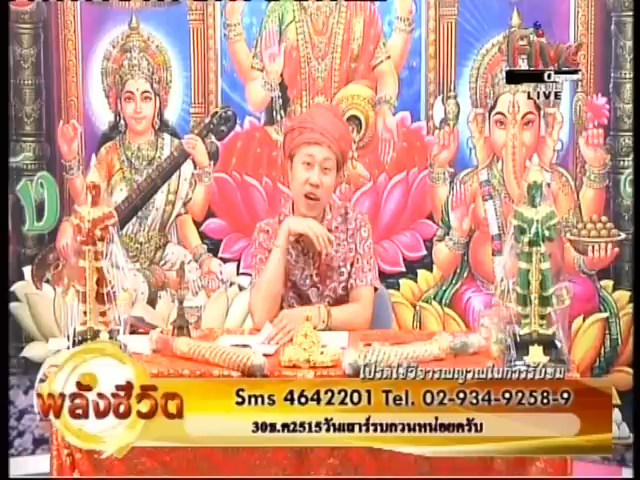 Five
LIVE
โปรดใช้วิจารณญาณในการรับชม
พลังชีวิต
Sms 4642201 Tel. 02-934-9258-9
30ธ.ค2515วันเสาร์รบกวนหน่อยครับ